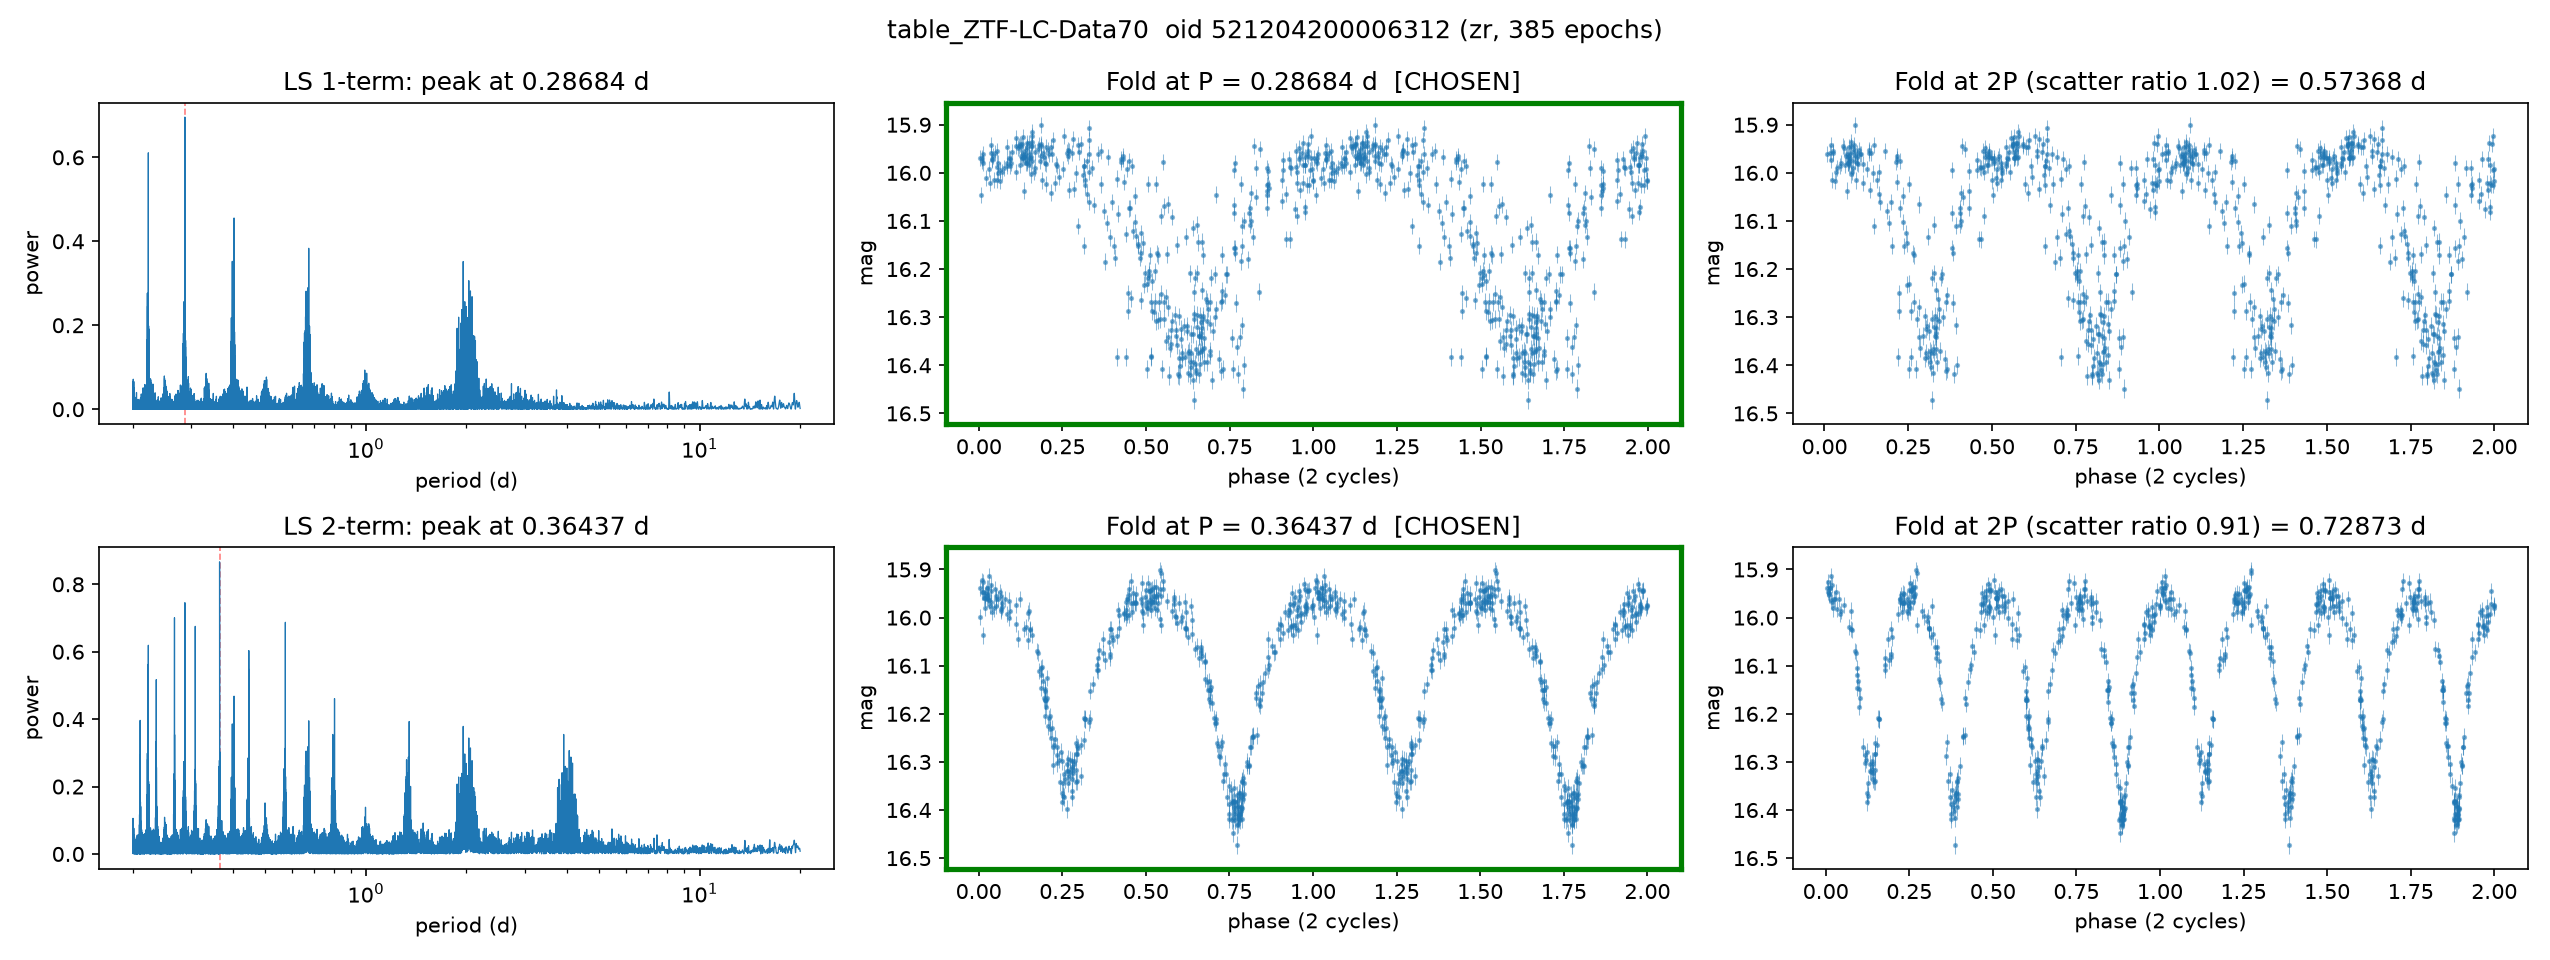 table_ZTF-LC-Data70  oid 521204200006312 (zr, 385 epochs)
LS 1-term: peak at 0.28684 d
power
0.6
0.4
0.2
0.0
10⁰
10¹
period (d)
Fold at P = 0.28684 d  [CHOSEN]
mag
15.9
16.0
16.1
16.2
16.3
16.4
16.5
0.00 0.25 0.50 0.75 1.00 1.25 1.50 1.75 2.00
phase (2 cycles)
Fold at 2P (scatter ratio 1.02) = 0.57368 d
mag
15.9
16.0
16.1
16.2
16.3
16.4
16.5
0.00 0.25 0.50 0.75 1.00 1.25 1.50 1.75 2.00
phase (2 cycles)
LS 2-term: peak at 0.36437 d
power
0.8
0.6
0.4
0.2
0.0
10⁰
10¹
period (d)
Fold at P = 0.36437 d  [CHOSEN]
mag
15.9
16.0
16.1
16.2
16.3
16.4
16.5
0.00 0.25 0.50 0.75 1.00 1.25 1.50 1.75 2.00
phase (2 cycles)
Fold at 2P (scatter ratio 0.91) = 0.72873 d
mag
15.9
16.0
16.1
16.2
16.3
16.4
16.5
0.00 0.25 0.50 0.75 1.00 1.25 1.50 1.75 2.00
phase (2 cycles)